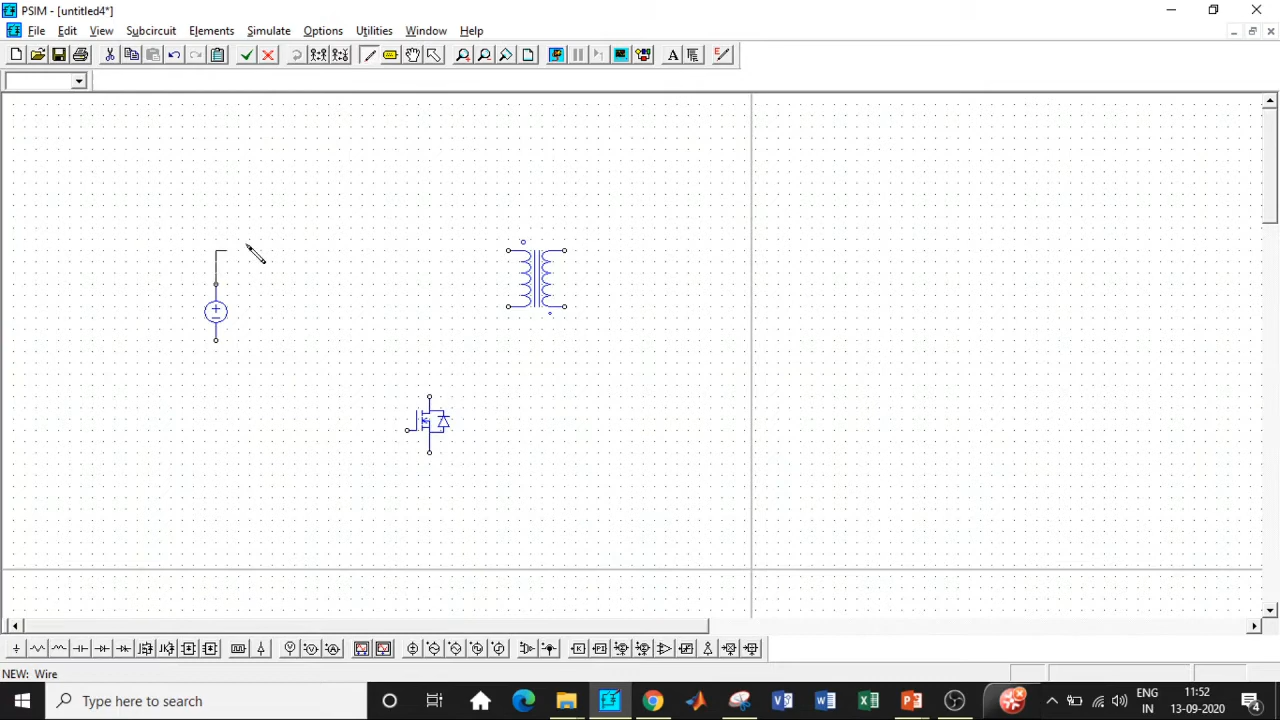 PSIM - [untitled4*]
File Edit View Subcircuit Elements Simulate Options Utilities Window Help
NEW: Wire
Type here to search
ENG
IN
11:52
13-09-2020
4